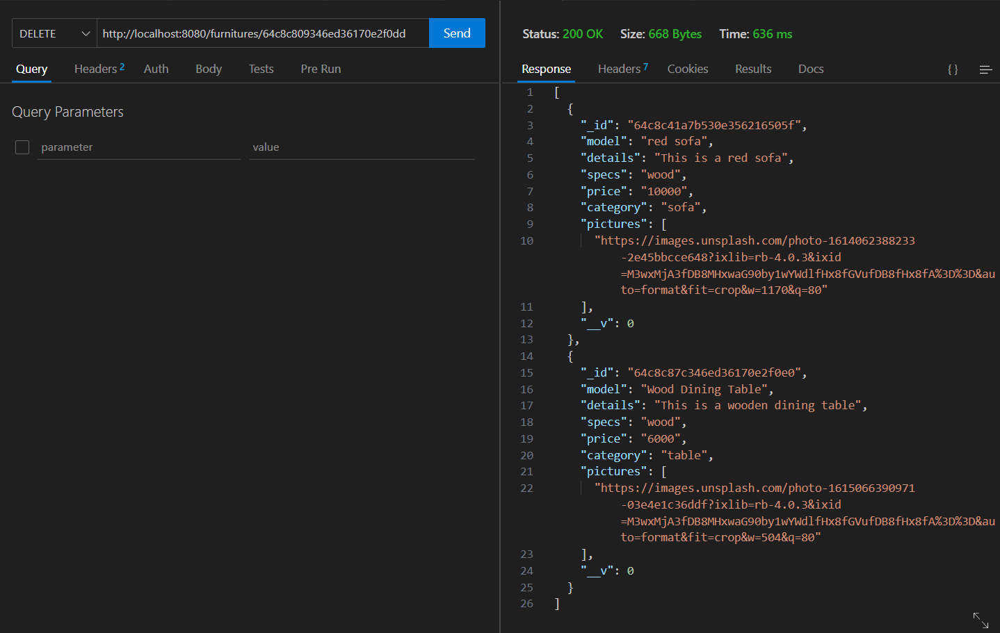 DELETE http://localhost:8080/furnitures/64c8c809346ed36170e2f0dd Send
Query Headers 2 Auth Body Tests Pre Run
Query Parameters
parameter value
Status: 200 OK Size: 668 Bytes Time: 636 ms
Response Headers 7 Cookies Results Docs { }
1 [
2 {
3 "_id": "64c8c41a7b530e356216505f",
4 "model": "red sofa",
5 "details": "This is a red sofa",
6 "specs": "wood",
7 "price": "10000",
8 "category": "sofa",
9 "pictures": [
10 "https://images.unsplash.com/photo-1614062388233
-2e45bbcce648?ixlib=rb-4.0.3&ixid
=M3wxMjA3fDB8MHxwaG90by1wYWdlfHx8fGVufDB8fHx8fA%3D%3D&au
to=format&fit=crop&w=1170&q=80"
11 ],
12 "__v": 0
13 },
14 {
15 "_id": "64c8c87c346ed36170e2f0e0",
16 "model": "Wood Dining Table",
17 "details": "This is a wooden dining table",
18 "specs": "wood",
19 "price": "6000",
20 "category": "table",
21 "pictures": [
22 "https://images.unsplash.com/photo-1615066390971
-03e4e1c36ddf?ixlib=rb-4.0.3&ixid
=M3wxMjA3fDB8MHxwaG90by1wYWdlfHx8fGVufDB8fHx8fA%3D%3D&au
to=format&fit=crop&w=504&q=80"
23 ],
24 "__v": 0
25 }
26 ]